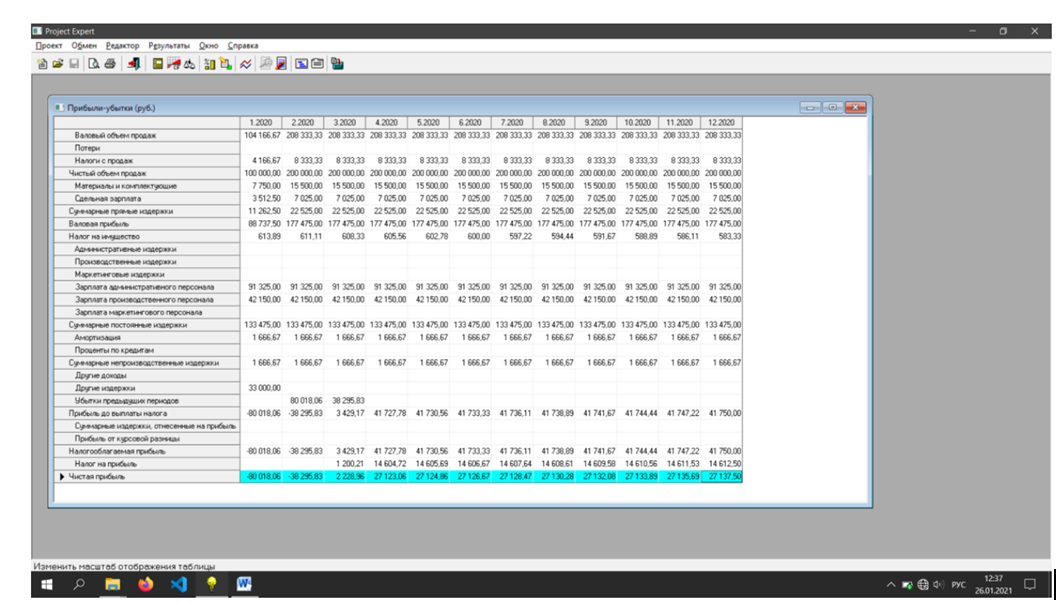 Project Expert
Проект Обмен Редактор Результаты Окно Справка
Прибыли-убытки (руб.)
1.2020 2.2020 3.2020 4.2020 5.2020 6.2020 7.2020 8.2020 9.2020 10.2020 11.2020 12.2020
Валовый объем продаж 104 166,67 208 333,33 208 333,33 208 333,33 208 333,33 208 333,33 208 333,33 208 333,33 208 333,33 208 333,33 208 333,33 208 333,33
Потери
Налоги с продаж 4 166,67 8 333,33 8 333,33 8 333,33 8 333,33 8 333,33 8 333,33 8 333,33 8 333,33 8 333,33 8 333,33 8 333,33
Чистый объем продаж 100 000,00 200 000,00 200 000,00 200 000,00 200 000,00 200 000,00 200 000,00 200 000,00 200 000,00 200 000,00 200 000,00 200 000,00
Материалы и комплектующие 7 750,00 15 500,00 15 500,00 15 500,00 15 500,00 15 500,00 15 500,00 15 500,00 15 500,00 15 500,00 15 500,00 15 500,00
Сдельная зарплата 3 512,50 7 025,00 7 025,00 7 025,00 7 025,00 7 025,00 7 025,00 7 025,00 7 025,00 7 025,00 7 025,00 7 025,00
Суммарные прямые издержки 11 262,50 22 525,00 22 525,00 22 525,00 22 525,00 22 525,00 22 525,00 22 525,00 22 525,00 22 525,00 22 525,00 22 525,00
Валовая прибыль 88 737,50 177 475,00 177 475,00 177 475,00 177 475,00 177 475,00 177 475,00 177 475,00 177 475,00 177 475,00 177 475,00 177 475,00
Налог на имущество 613,89 611,11 608,33 605,56 602,78 600,00 597,22 594,44 591,67 588,89 586,11 583,33
Административные издержки
Производственные издержки
Маркетинговые издержки
Зарплата административного персонала 91 325,00 91 325,00 91 325,00 91 325,00 91 325,00 91 325,00 91 325,00 91 325,00 91 325,00 91 325,00 91 325,00 91 325,00
Зарплата производственного персонала 42 150,00 42 150,00 42 150,00 42 150,00 42 150,00 42 150,00 42 150,00 42 150,00 42 150,00 42 150,00 42 150,00 42 150,00
Зарплата маркетингового персонала
Суммарные постоянные издержки 133 475,00 133 475,00 133 475,00 133 475,00 133 475,00 133 475,00 133 475,00 133 475,00 133 475,00 133 475,00 133 475,00 133 475,00
Амортизация 1 666,67 1 666,67 1 666,67 1 666,67 1 666,67 1 666,67 1 666,67 1 666,67 1 666,67 1 666,67 1 666,67 1 666,67
Проценты по кредитам
Суммарные непроизводственные издержки 1 666,67 1 666,67 1 666,67 1 666,67 1 666,67 1 666,67 1 666,67 1 666,67 1 666,67 1 666,67 1 666,67 1 666,67
Другие доходы
Другие издержки 33 000,00
Убытки предыдущих периодов 80 018,06 38 295,83
Прибыль до выплаты налога -80 018,06 -38 295,83 3 429,17 41 727,78 41 730,56 41 733,33 41 736,11 41 738,89 41 741,67 41 744,44 41 747,22 41 750,00
Суммарные издержки, отнесенные на прибыль
Прибыль от курсовой разницы
Налогооблагаемая прибыль -80 018,06 -38 295,83 3 429,17 41 727,78 41 730,56 41 733,33 41 736,11 41 738,89 41 741,67 41 744,44 41 747,22 41 750,00
Налог на прибыль 1 200,21 14 604,72 14 605,69 14 606,67 14 607,64 14 608,61 14 609,58 14 610,56 14 611,53 14 612,50
Чистая прибыль -80 018,06 -38 295,83 2 228,96 27 123,06 27 124,86 27 126,67 27 128,47 27 130,28 27 132,08 27 133,89 27 135,69 27 137,50
Изменить масштаб отображения таблицы
РУС 12:37
26.01.2021